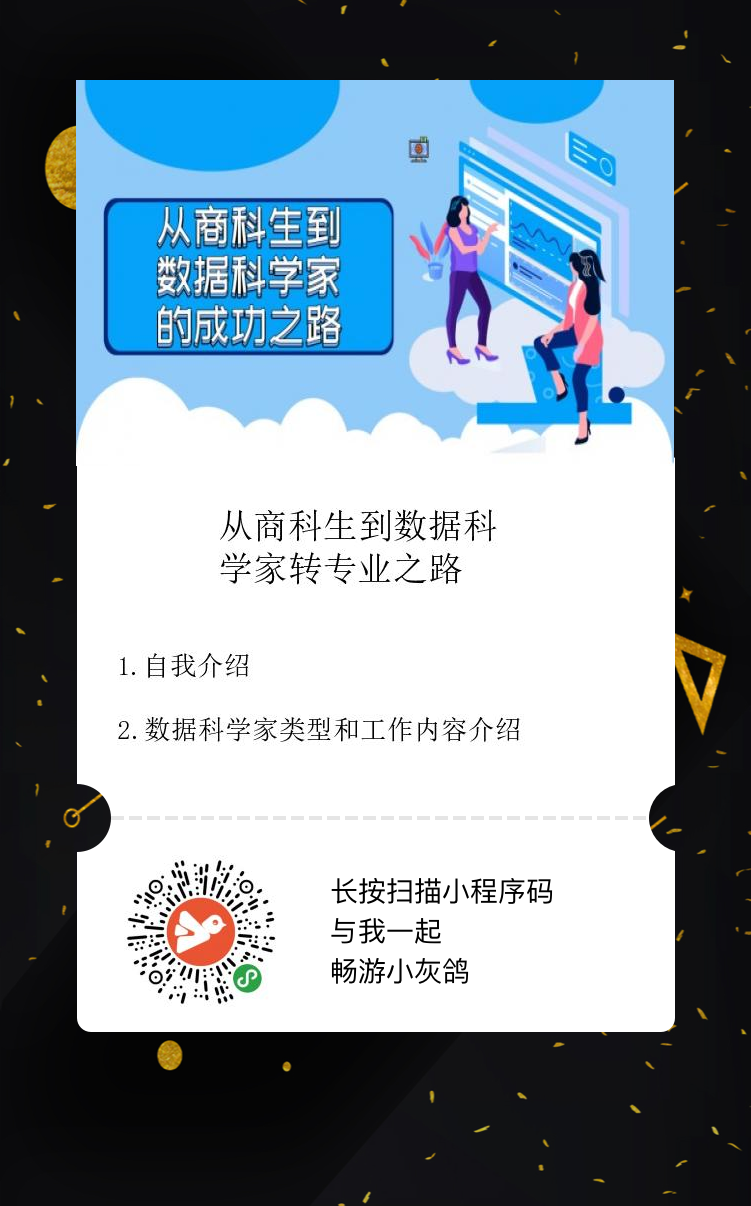 从商科生到
数据科学家
的成功之路
从商科生到数据科
学家转专业之路
1.自我介绍
2.数据科学家类型和工作内容介绍
长按扫描小程序码
与我一起
畅游小灰鸽